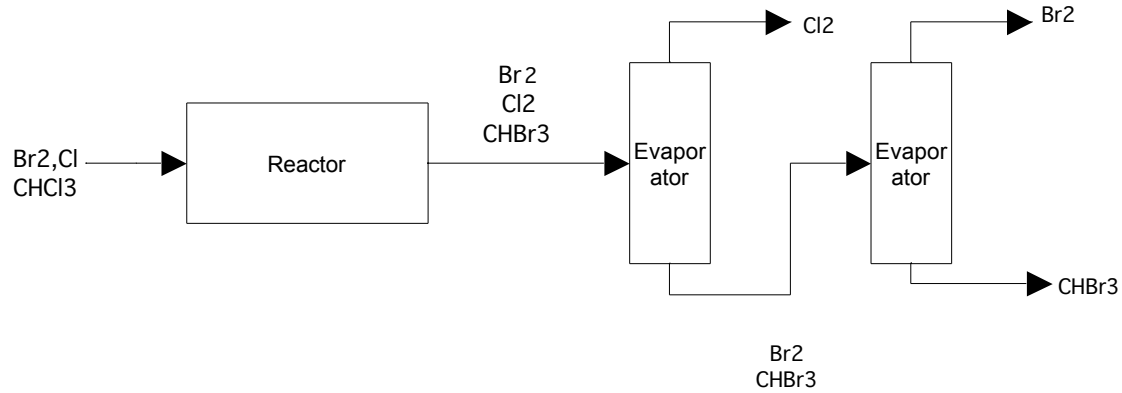 Br2,Cl
CHCl3
Reactor
Br2
Cl2
CHBr3
Evapor
ator
Cl2
Evapor
ator
Br2
CHBr3
Br2
CHBr3